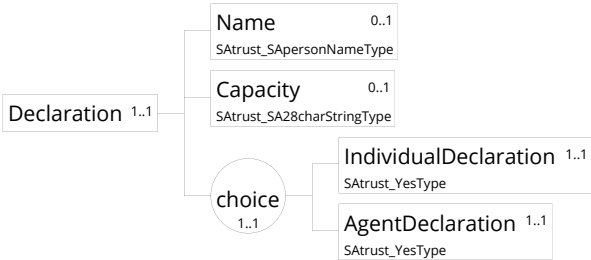 Name 0..1
SAtrust_SApersonNameType
Capacity 0..1
SAtrust_SA28charStringType
Declaration 1..1
choice
1..1
IndividualDeclaration 1..1
SAtrust_YesType
AgentDeclaration 1..1
SAtrust_YesType